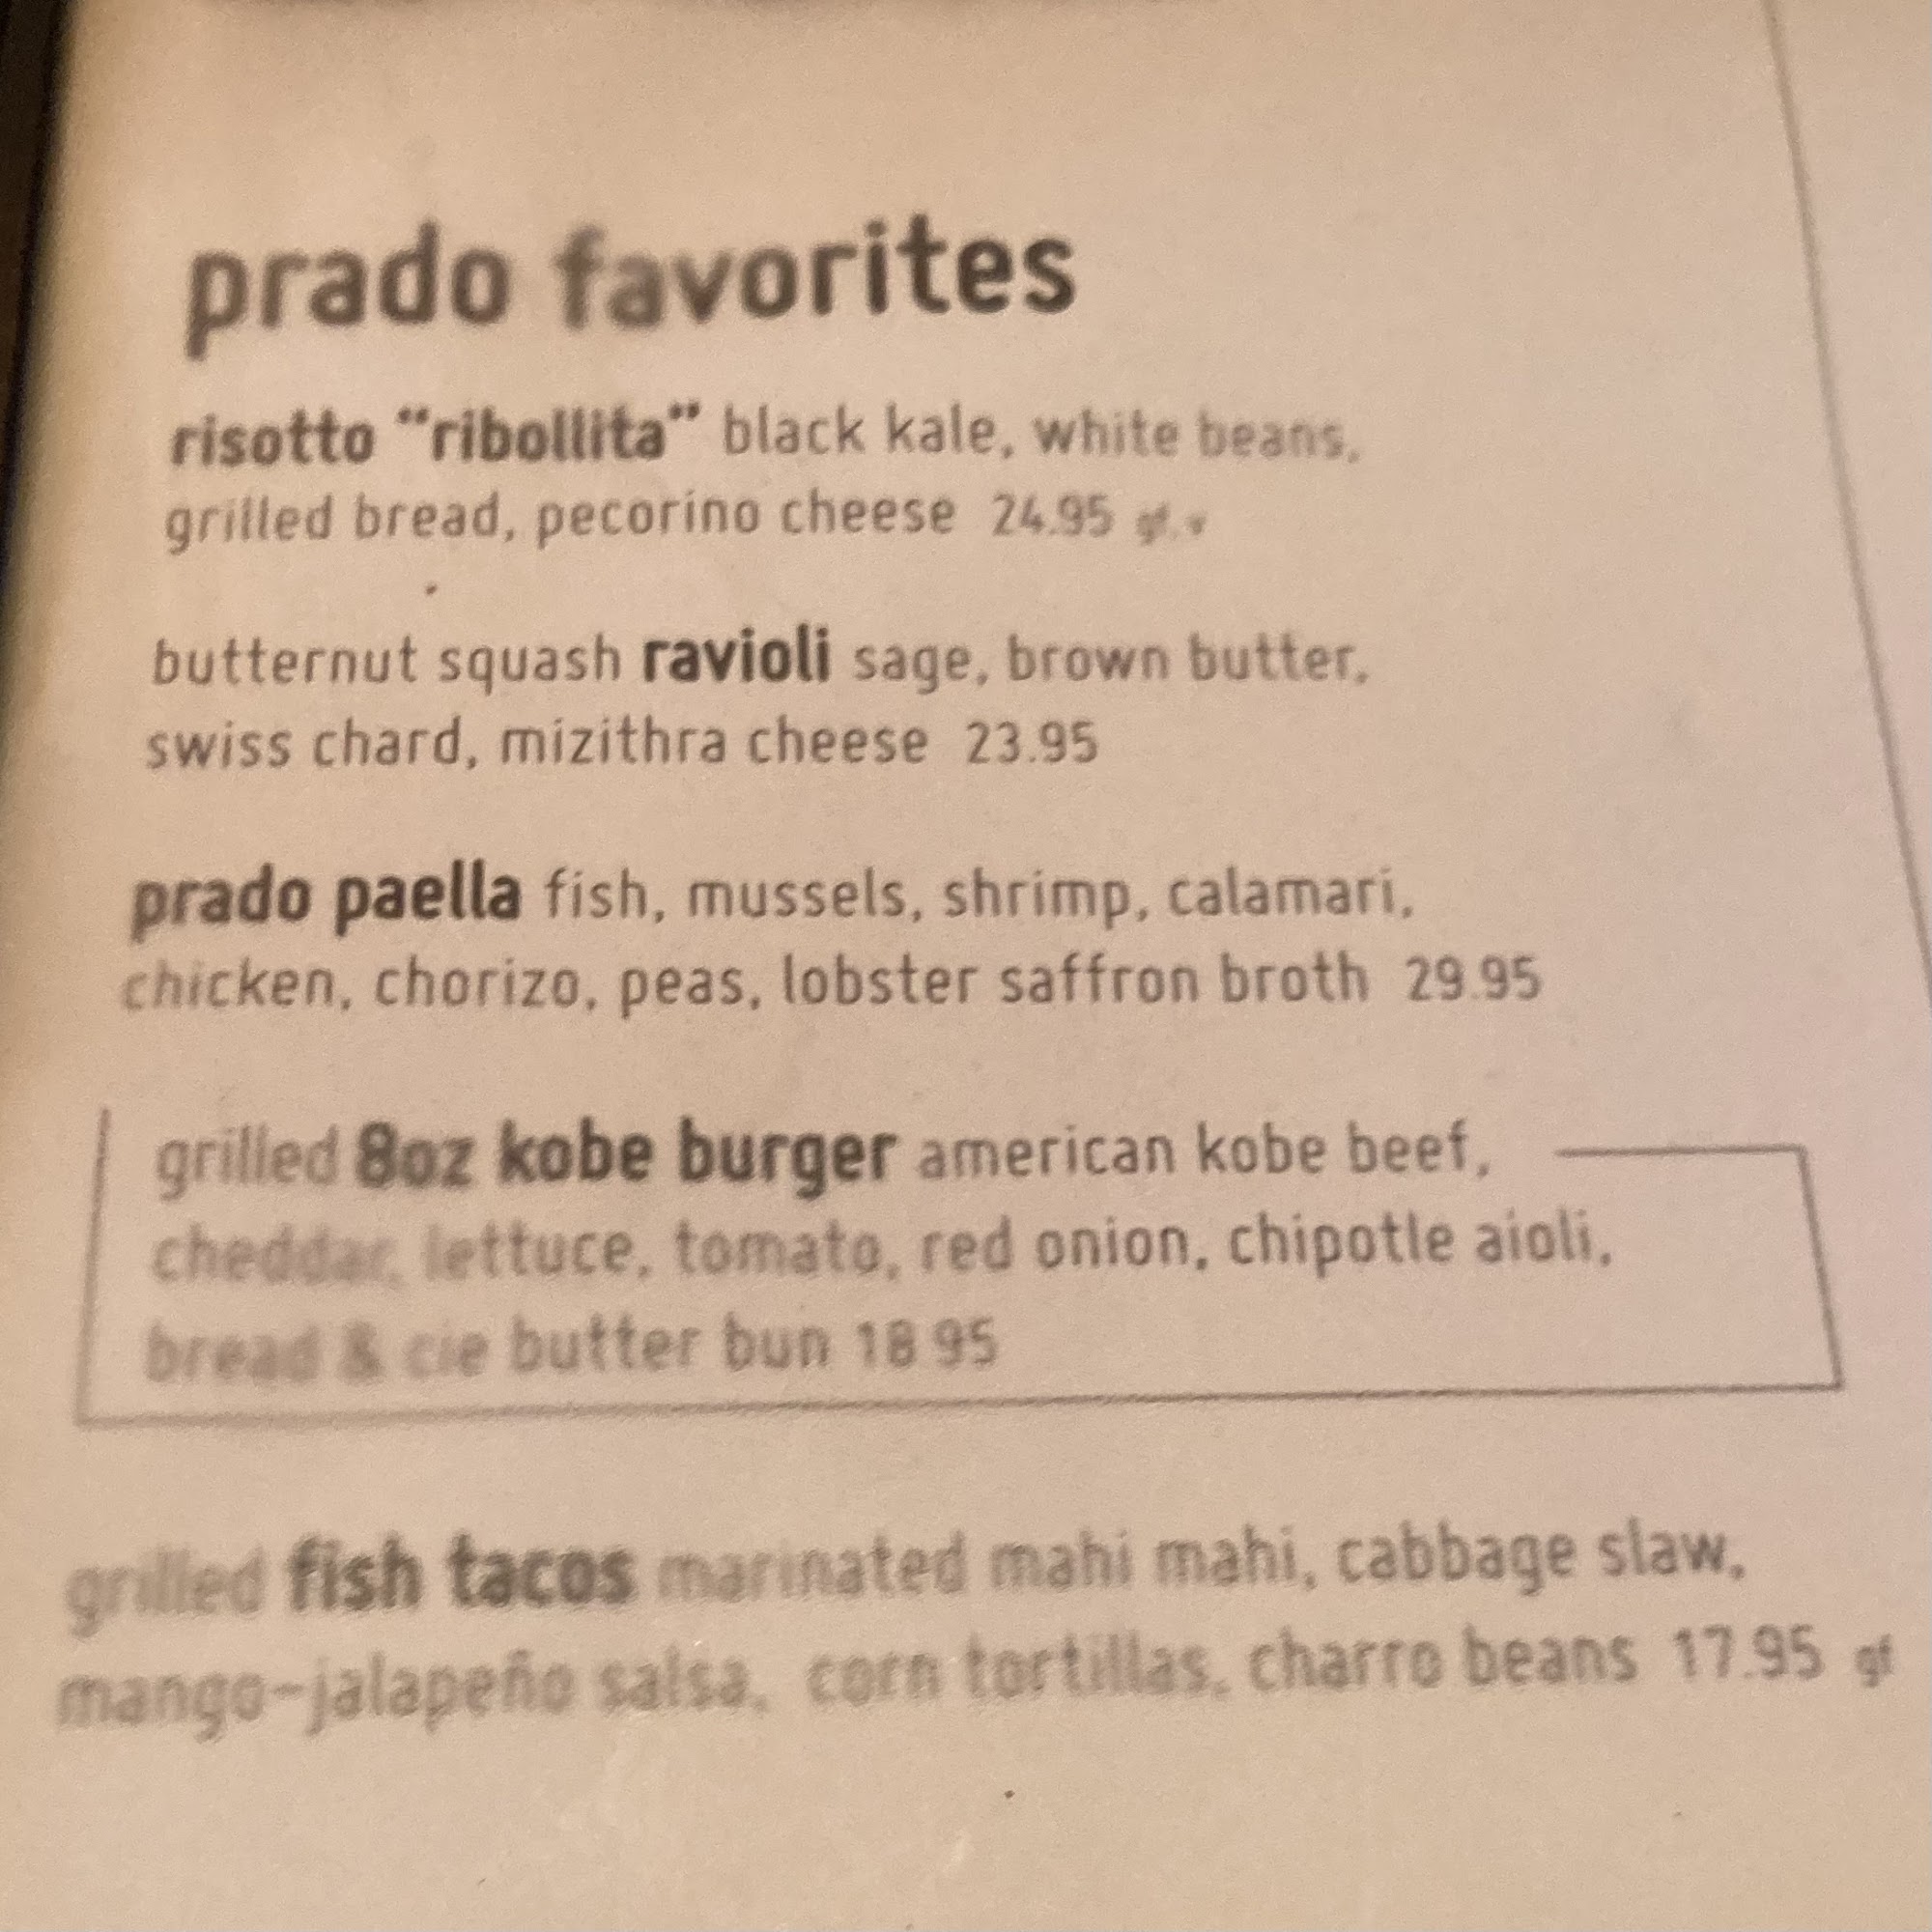 prado favorites
risotto “ribollita” black kale, white beans,
grilled bread, pecorino cheese 24.95 gf, v
butternut squash ravioli sage, brown butter,
swiss chard, mizithra cheese 23.95
prado paella fish, mussels, shrimp, calamari,
chicken, chorizo, peas, lobster saffron broth 29.95
grilled 8oz kobe burger american kobe beef,
cheddar, lettuce, tomato, red onion, chipotle aioli,
bread & cie butter bun 18.95
grilled fish tacos marinated mahi mahi, cabbage slaw,
mango-jalapeño salsa, corn tortillas, charro beans 17.95 gf